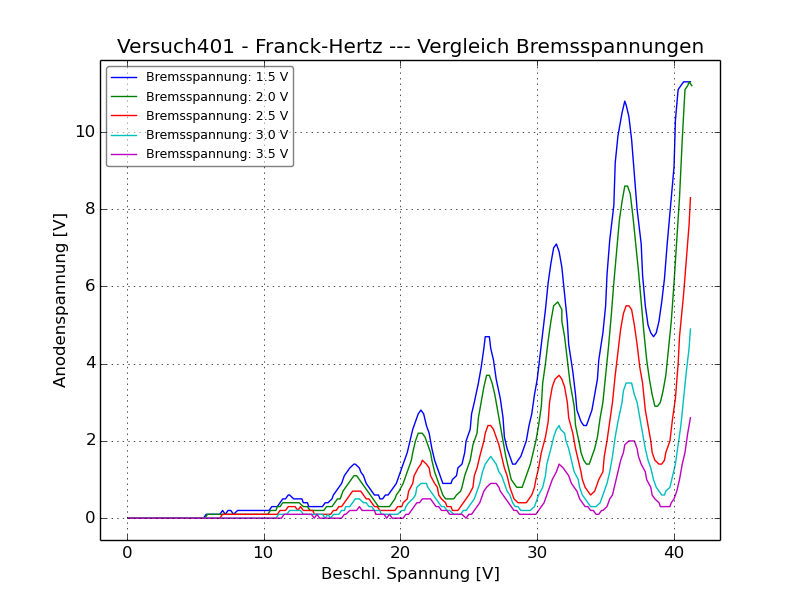 Versuch401 - Franck-Hertz --- Vergleich Bremsspannungen
Bremsspannung: 1.5 V
Bremsspannung: 2.0 V
Bremsspannung: 2.5 V
Bremsspannung: 3.0 V
Bremsspannung: 3.5 V
Anodenspannung [V]
10
8
6
4
2
0
0 10 20 30 40
Beschl. Spannung [V]